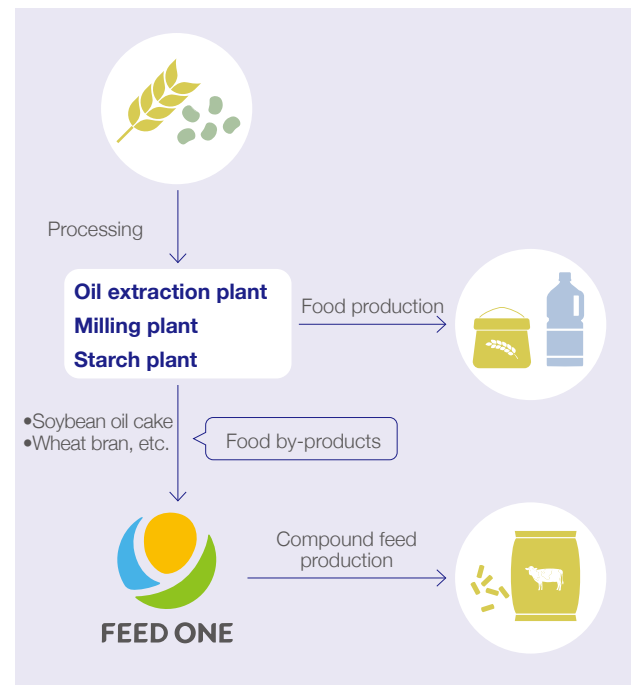 Processing
Oil extraction plant
Milling plant
Starch plant
Food production
•Soybean oil cake
•Wheat bran, etc.
Food by-products
Compound feed
production
FEED ONE